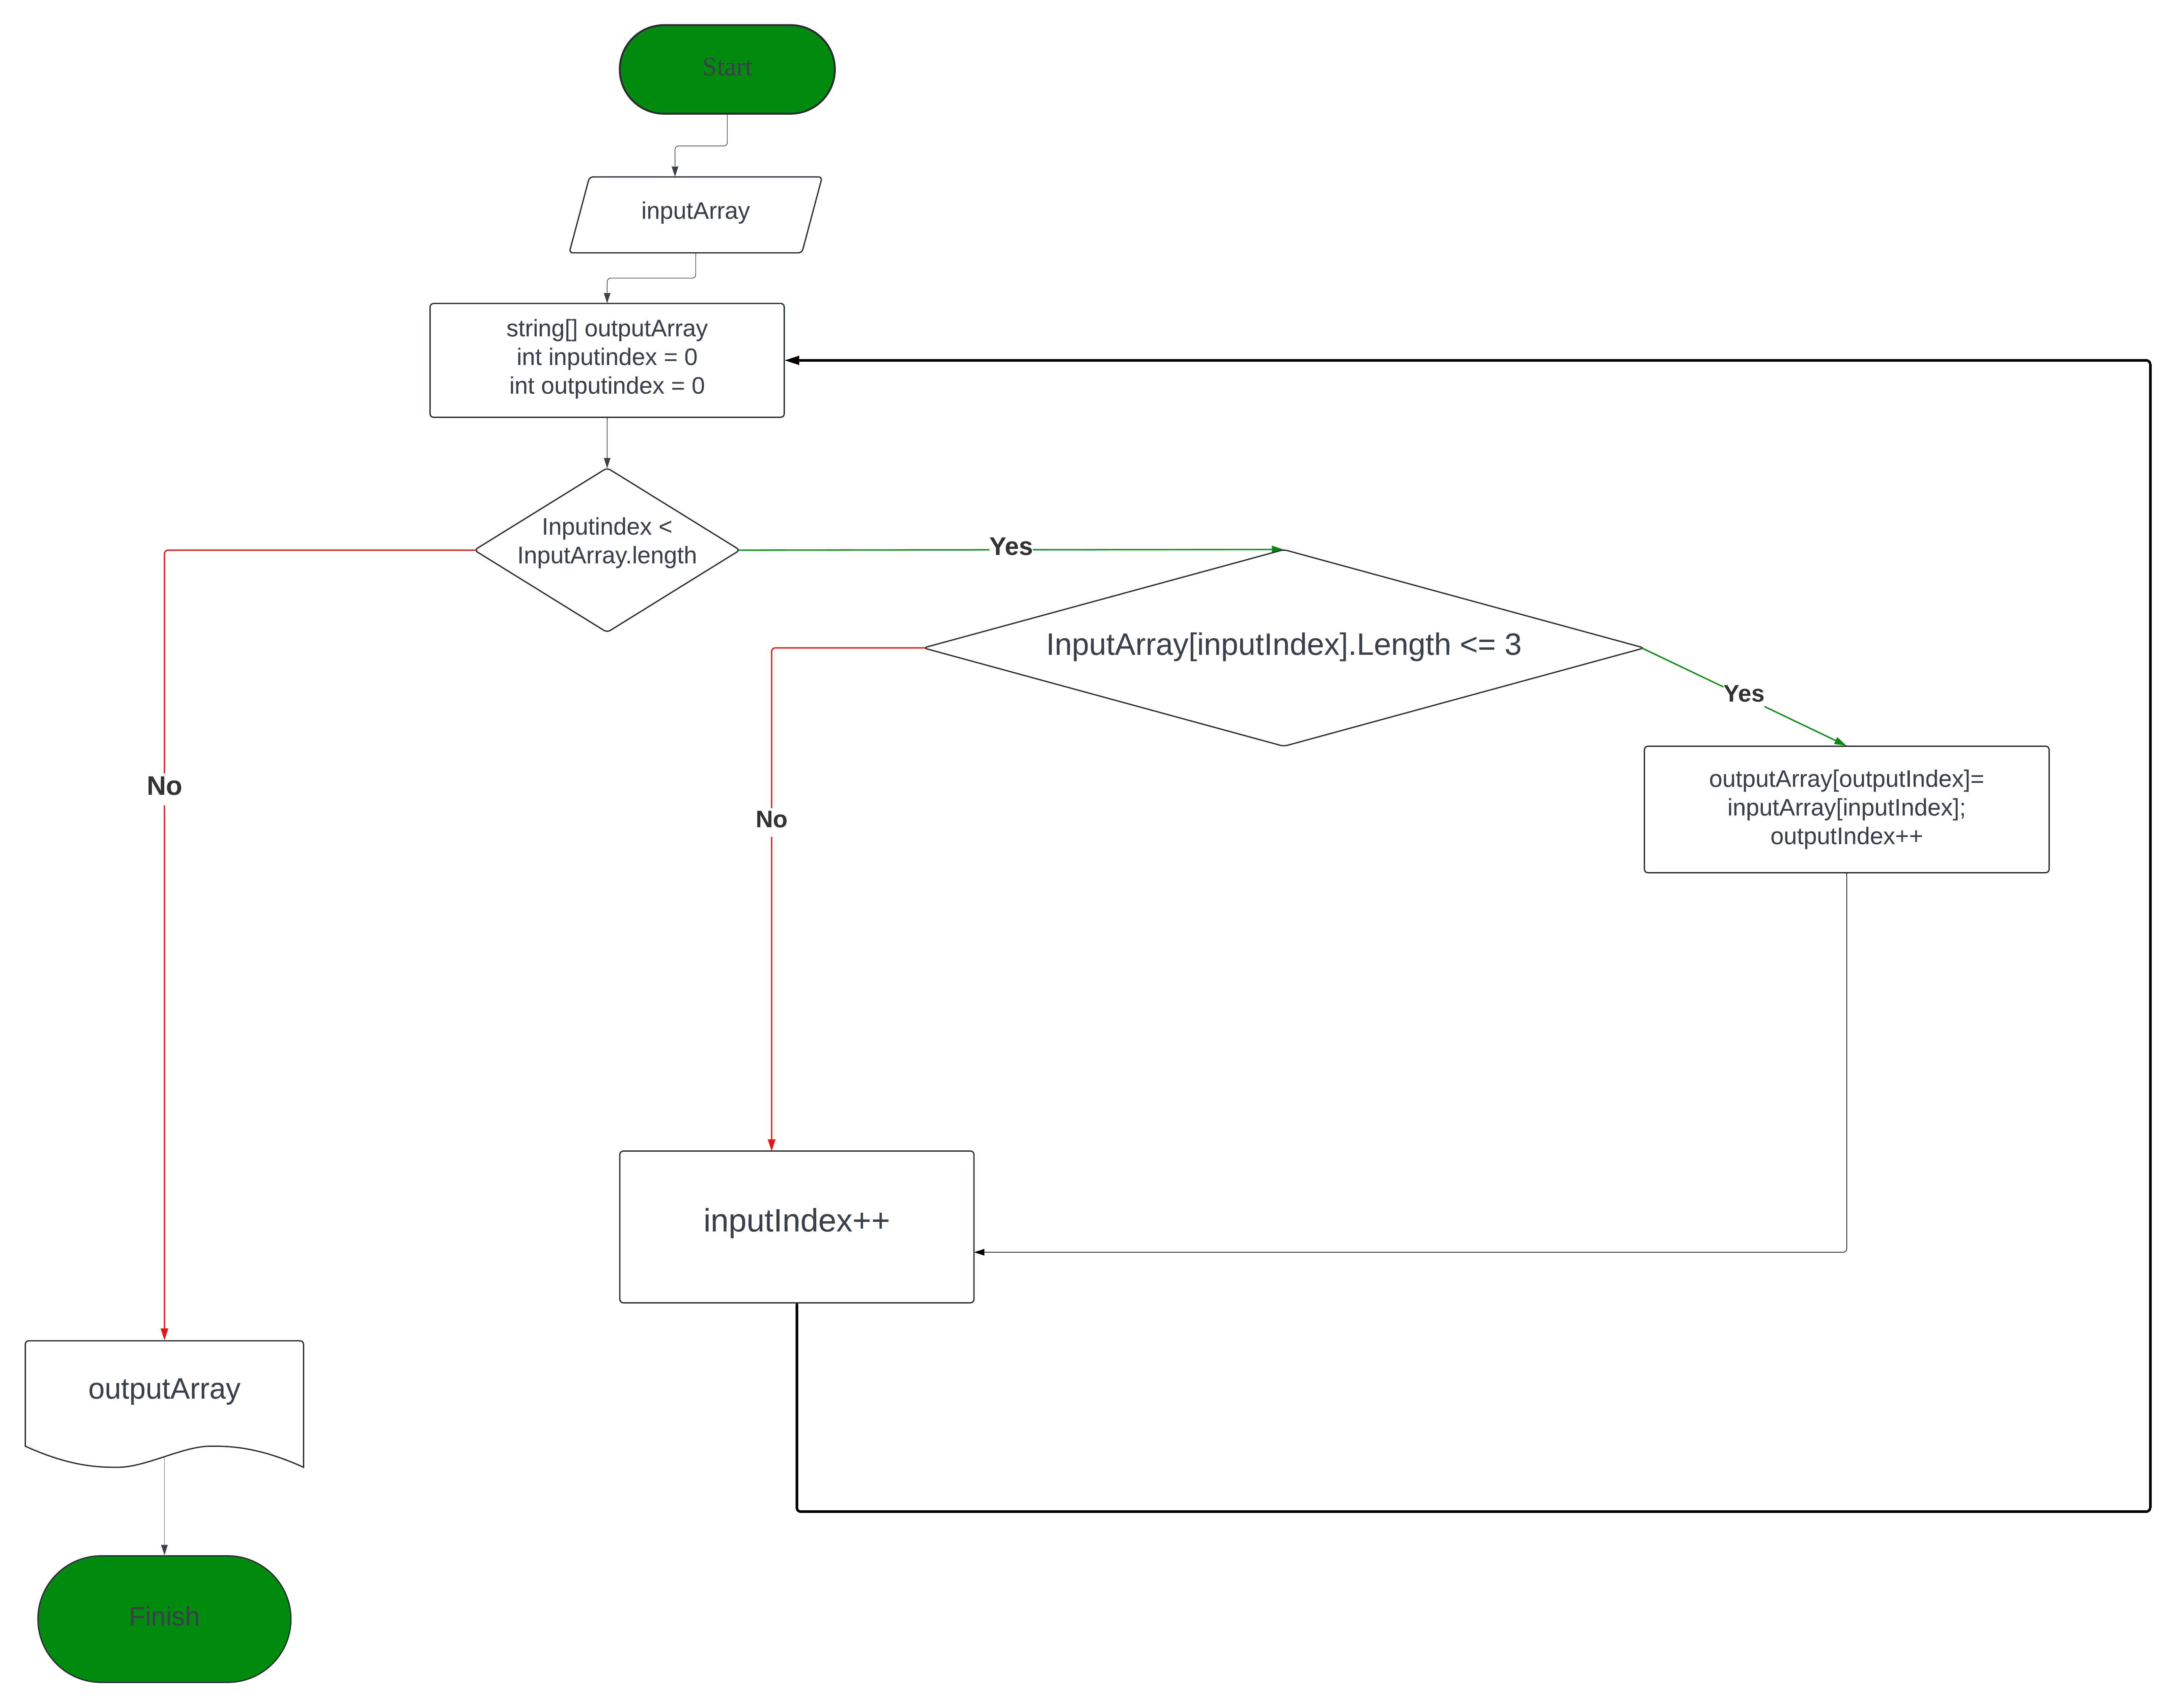 Start
inputArray
string[] outputArray
int inputindex = 0
int outputindex = 0
Inputindex <
InputArray.length
Yes
InputArray[inputIndex].Length <= 3
Yes
No
No
outputArray[outputIndex]=
inputArray[inputIndex];
outputIndex++
inputIndex++
outputArray
Finish